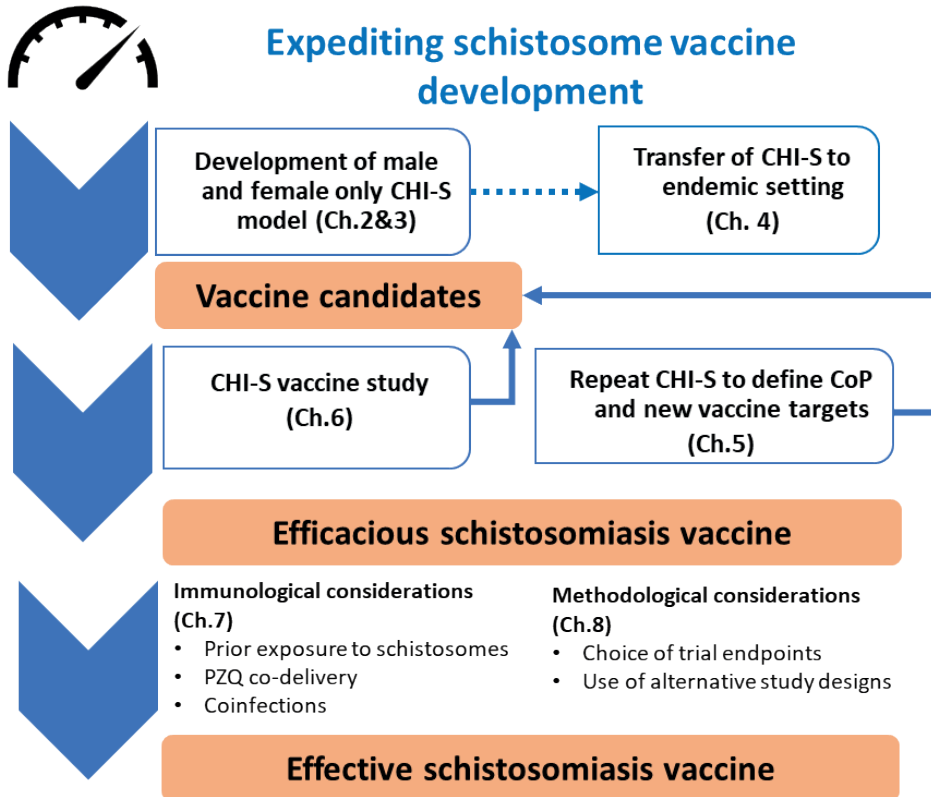 Expediting schistosome vaccine
development
Development of male
and female only CHI-S
model (Ch.2&3)
Transfer of CHI-S to
endemic setting
(Ch. 4)
Vaccine candidates
CHI-S vaccine study
(Ch.6)
Repeat CHI-S to define CoP
and new vaccine targets
(Ch.5)
Efficacious schistosomiasis vaccine
Immunological considerations
(Ch.7)
• Prior exposure to schistosomes
• PZQ co-delivery
• Coinfections
Methodological considerations
(Ch.8)
• Choice of trial endpoints
• Use of alternative study designs
Effective schistosomiasis vaccine